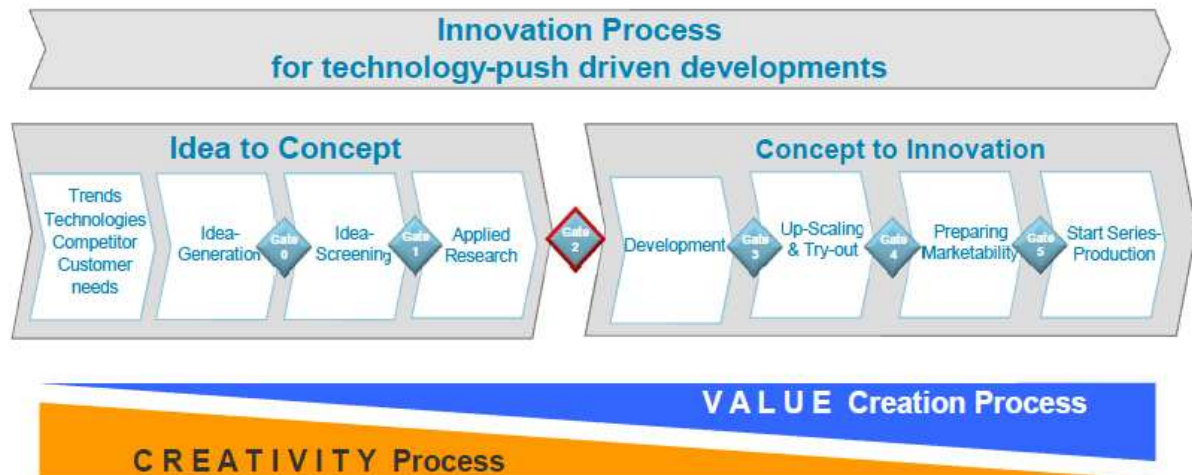 Innovation Process
for technology-push driven developments
Idea to Concept
Trends
Technologies
Competitor
Customer
needs
Idea-
Generation
Gate
0
Idea-
Screening
Gate
1
Applied
Research
Gate
2
Concept to Innovation
Development
Gate
3
Up-Scaling
& Try-out
Gate
4
Preparing
Marketability
Gate
5
Start Series-
Production
V A L U E Creation Process
C R E A T I V I T Y Process